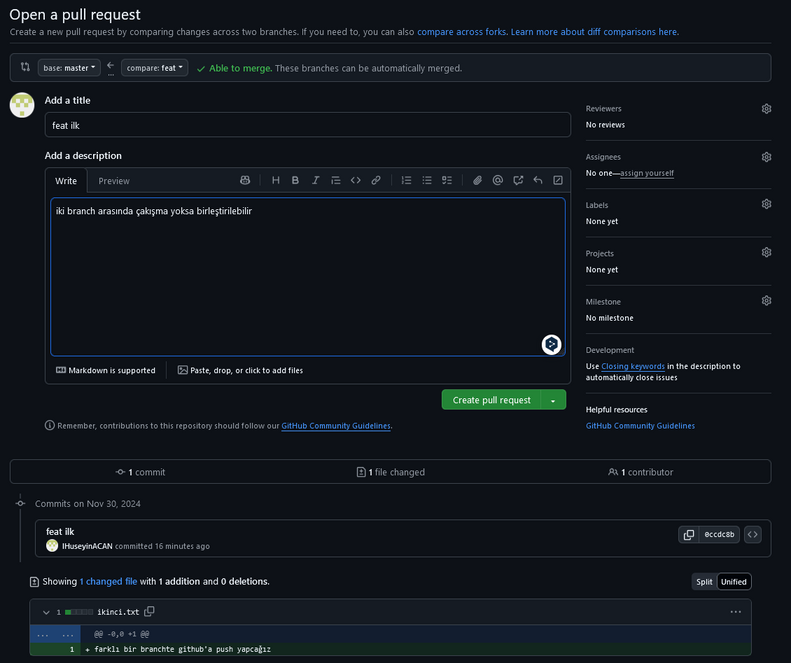 Open a pull request
Create a new pull request by comparing changes across two branches. If you need to, you can also compare across forks. Learn more about diff comparisons here.
base: master
compare: feat
Able to merge. These branches can be automatically merged.
Add a title
feat ilk
Add a description
Write
Preview
iki branch arasında çakışma yoksa birleştirilebilir
Markdown is supported
Paste, drop, or click to add files
Create pull request
Remember, contributions to this repository should follow our GitHub Community Guidelines.
Reviewers
No reviews
Assignees
No one—assign yourself
Labels
None yet
Projects
None yet
Milestone
No milestone
Development
Use Closing keywords in the description to
automatically close issues
Helpful resources
GitHub Community Guidelines
1 commit
1 file changed
1 contributor
Commits on Nov 30, 2024
feat ilk
IHuseyinACAN committed 16 minutes ago
0ccdc8b
Showing 1 changed file with 1 addition and 0 deletions.
Split
Unified
1 ikinci.txt
@@ -0,0 +1 @@
1 + farklı bir branchte github'a push yapcağız